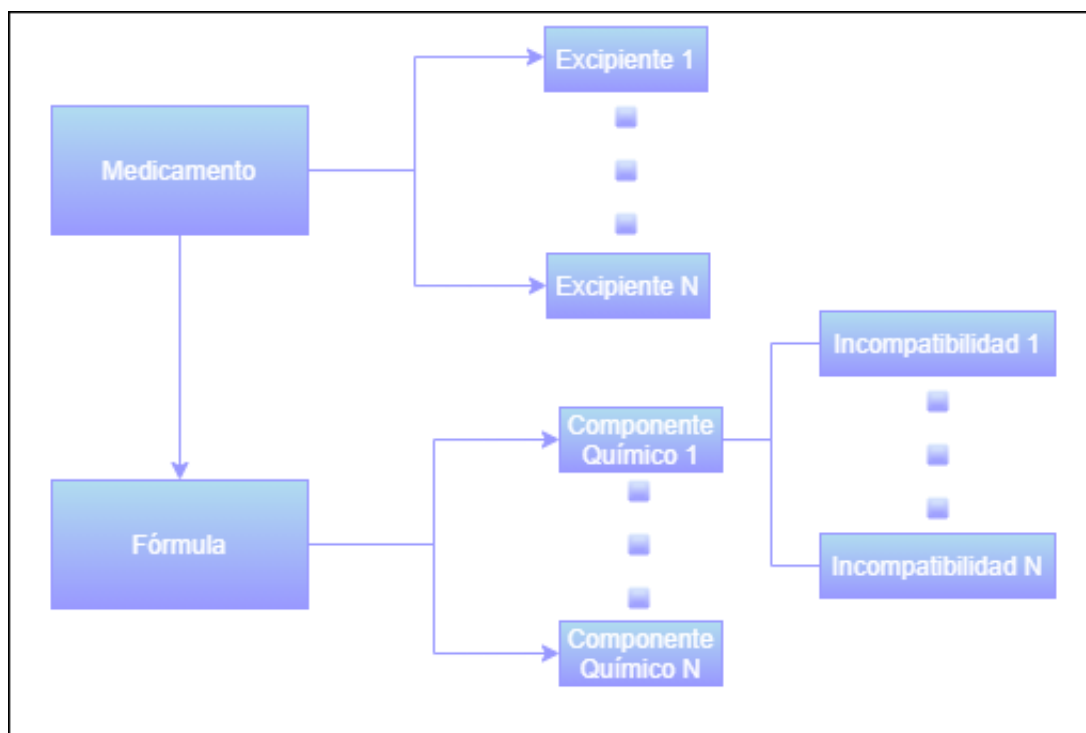 Excipiente 1
Medicamento
Excipiente N
Incompatibilidad 1
Componente
Químico 1
Fórmula
Incompatibilidad N
Componente
Químico N